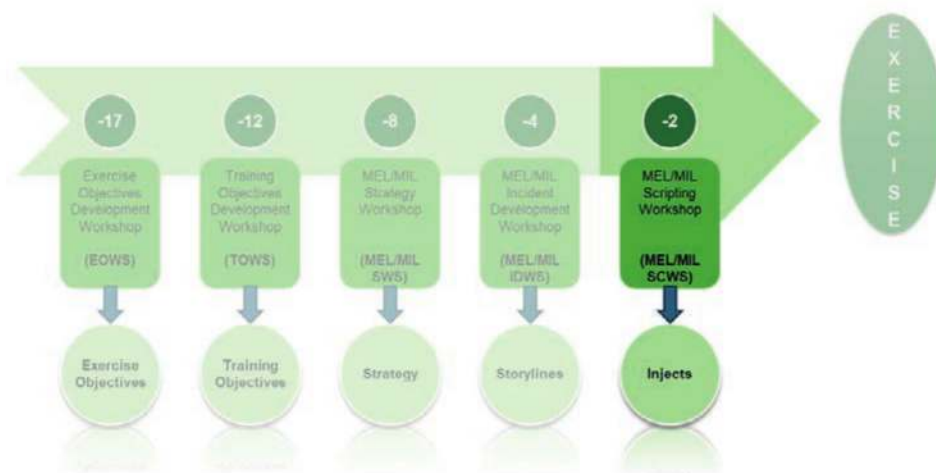 -17
-12
-8
-4
-2
Exercise
Objectives
Development
Workshop
(EOWS)
Training
Objectives
Development
Workshop
(TOWS)
MEL/MIL
Strategy
Workshop
(MEL/MIL
SWS)
MEL/MIL
Incident
Development
Workshop
(MEL/MIL
IDWS)
MEL/MIL
Scripting
Workshop
(MEL/MIL
SCWS)
Exercise
Objectives
Training
Objectives
Strategy
Storylines
Injects
EXERCISE